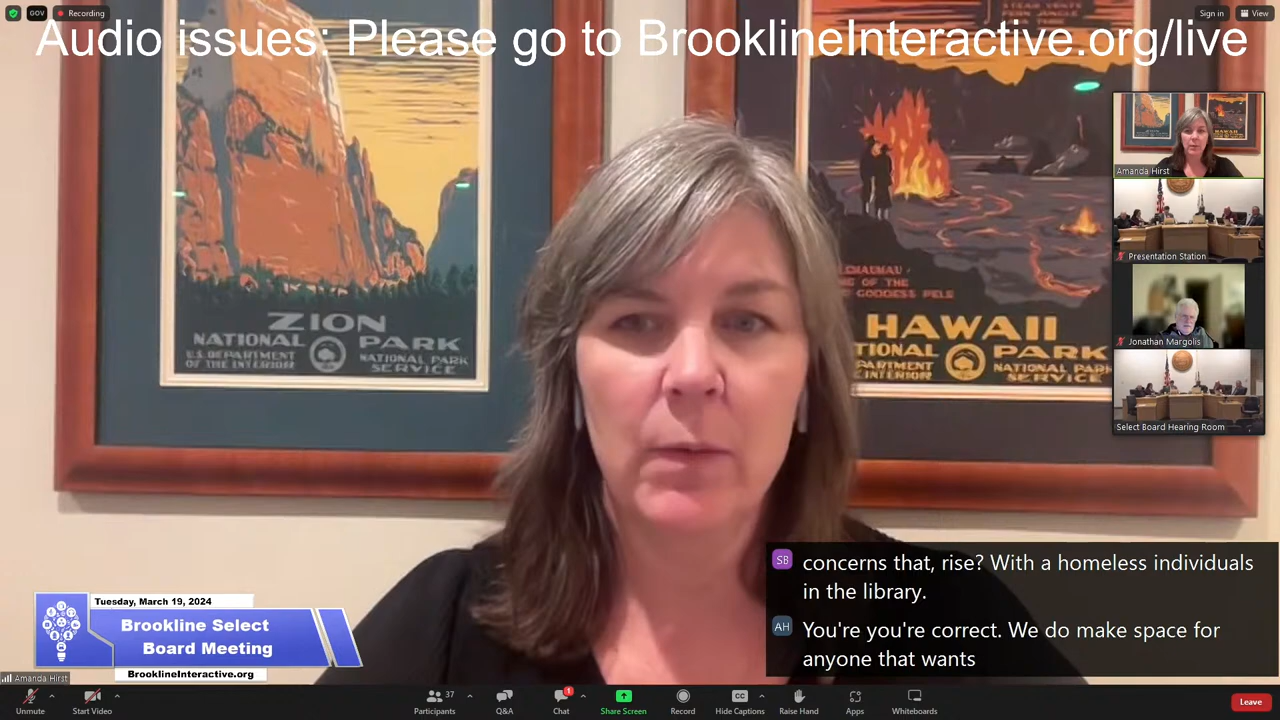 GOV
Recording
Sign in
View
Audio issues: Please go to BrooklineInteractive.org/live
ZION
NATIONAL PARK
U.S. DEPARTMENT OF THE INTERIOR
NATIONAL PARK SERVICE
OF THE
GODDESS PELE
HAWAII
PARK
INTERIOR
NATIONAL
SERVICE
Amanda Hirst
Presentation Station
Jonathan Margolis
Select Board Hearing Room
SB
concerns that, rise? With a homeless individuals
in the library.
AH
You're you're correct. We do make space for
anyone that wants
Tuesday, March 19, 2024
Brookline Select
Board Meeting
BrooklineInteractive.org
Amanda Hirst
Unmute
Start Video
Participants
37
Q&A
Chat
1
Share Screen
Record
CC
Hide Captions
Raise Hand
Apps
Whiteboards
Leave